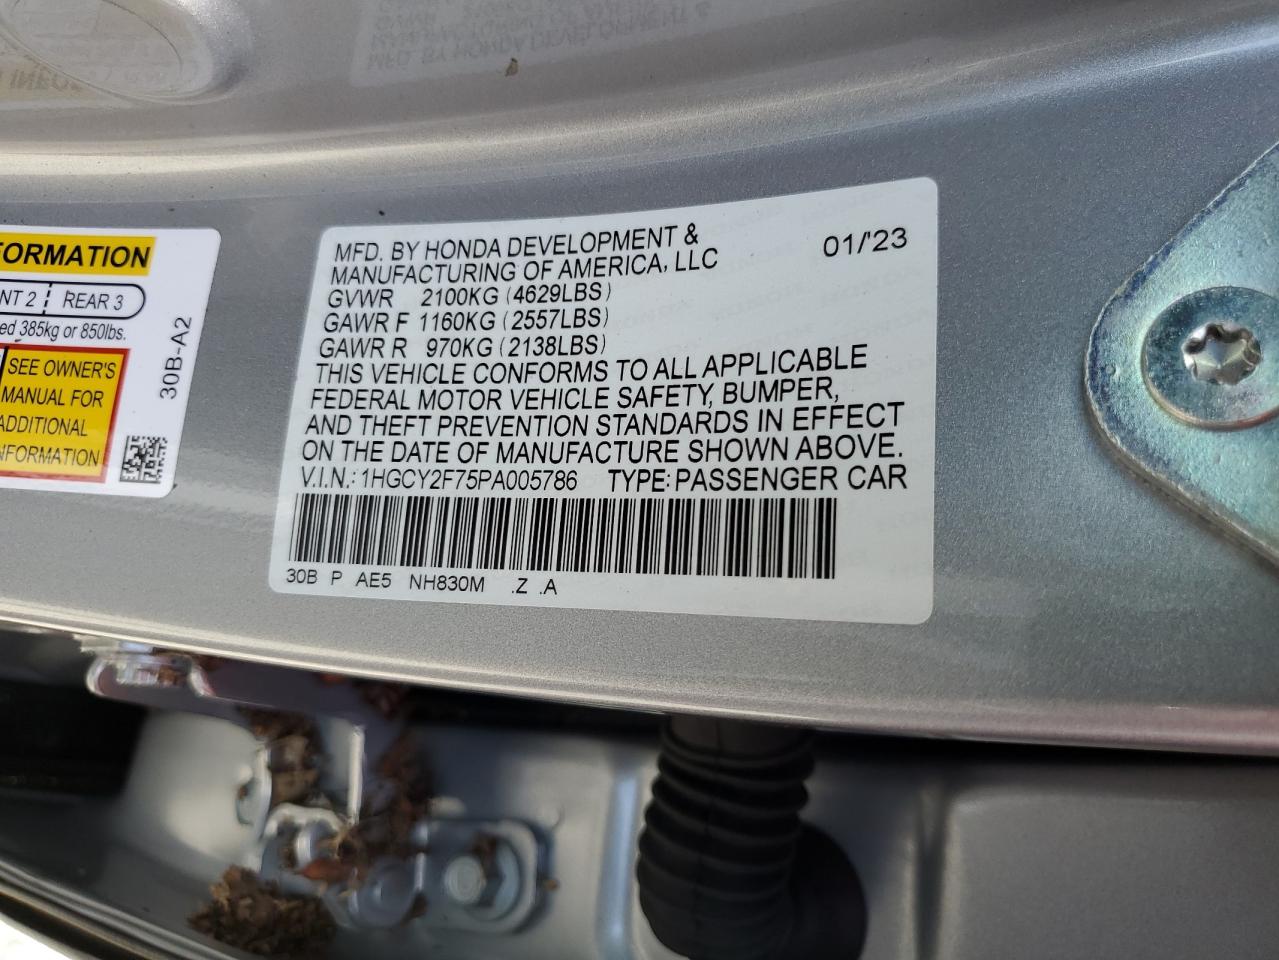 FORMATION
NT 2 REAR 3
ed 385kg or 850lbs.
SEE OWNER'S
MANUAL FOR
ADDITIONAL
INFORMATION
30B-A2
MFD. BY HONDA DEVELOPMENT &
MANUFACTURING OF AMERICA, LLC 01/'23
GVWR 2100KG (4629LBS)
GAWR F 1160KG (2557LBS)
GAWR R 970KG (2138LBS)
THIS VEHICLE CONFORMS TO ALL APPLICABLE
FEDERAL MOTOR VEHICLE SAFETY, BUMPER,
AND THEFT PREVENTION STANDARDS IN EFFECT
ON THE DATE OF MANUFACTURE SHOWN ABOVE.
V.I.N.: 1HGCY2F75PA005786 TYPE: PASSENGER CAR
30B P AE5 NH830M .Z .A